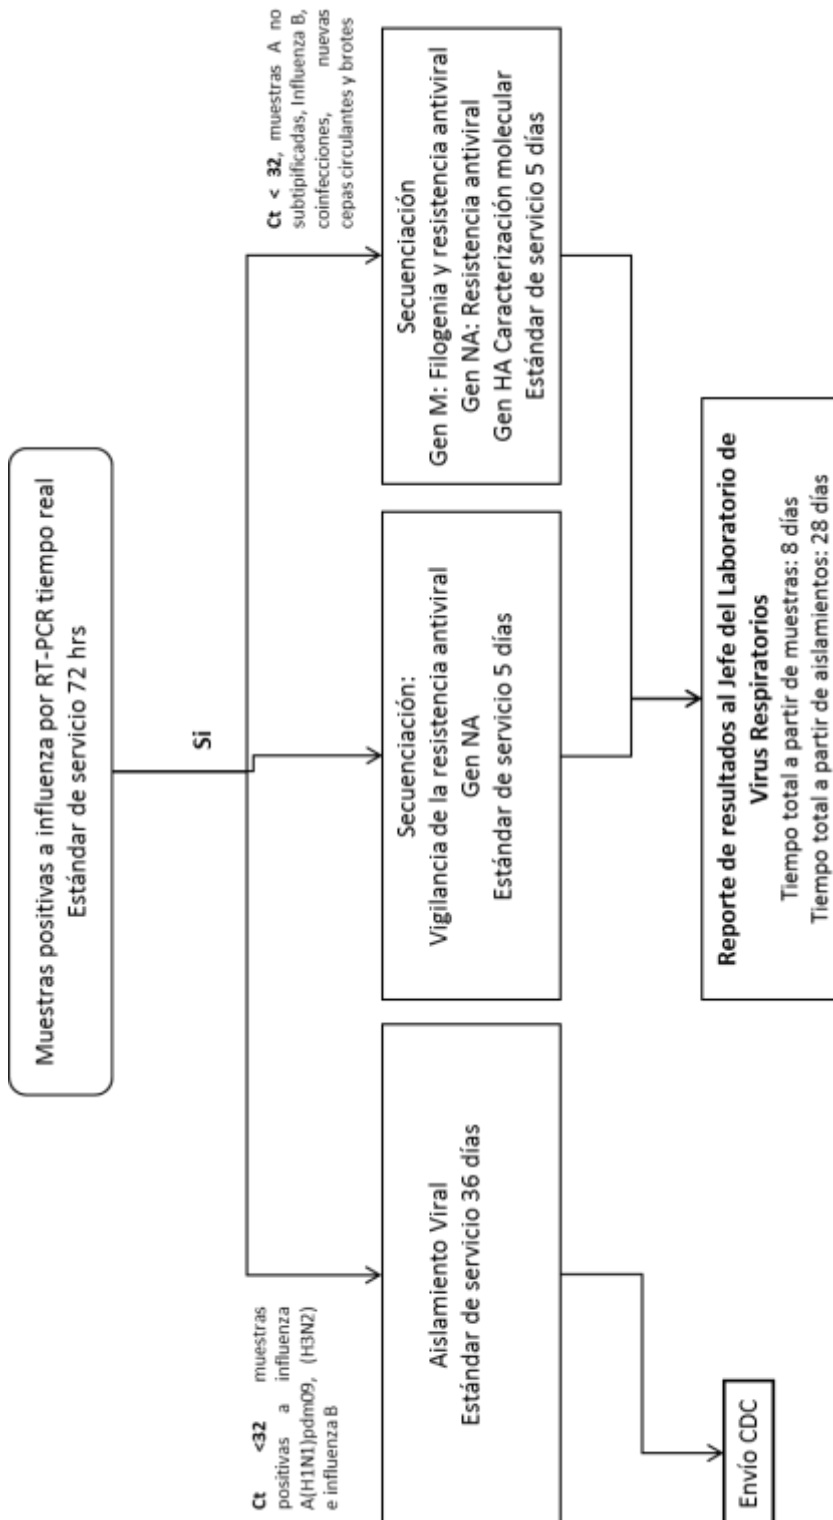 Muestras positivas a influenza por RT-PCR tiempo real
Estándar de servicio 72 hrs
Si
Ct <32 muestras
positivas a influenza
A(H1N1)pdm09, (H3N2)
e influenza B
Ct < 32, muestras A no
subtipificadas, Influenza B,
coinfecciones, nuevas
cepas circulantes y brotes
Aislamiento Viral
Estándar de servicio 36 días
Secuenciación:
Vigilancia de la resistencia antiviral
Gen NA
Estándar de servicio 5 días
Secuenciación
Gen M: Filogenia y resistencia antiviral
Gen NA: Resistencia antiviral
Gen HA Caracterización molecular
Estándar de servicio 5 días
Envío CDC
Reporte de resultados al Jefe del Laboratorio de
Virus Respiratorios
Tiempo total a partir de muestras: 8 días
Tiempo total a partir de aislamientos: 28 días